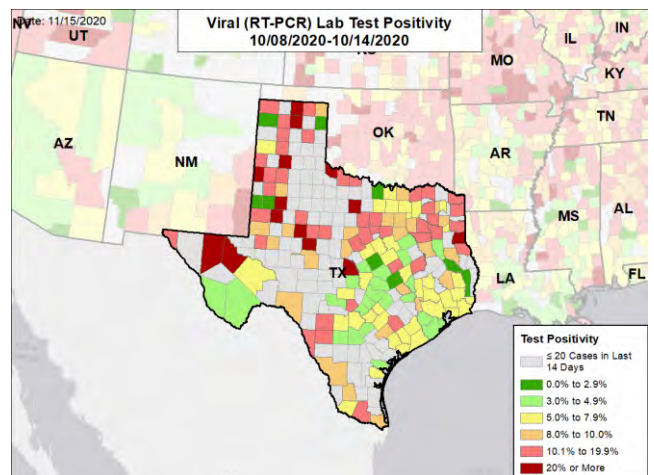 Date: 11/15/2020
Viral (RT-PCR) Lab Test Positivity
10/08/2020-10/14/2020
NV
UT
IL
IN
MO
KY
TN
OK
AZ
NM
AR
MS
AL
TX
LA
FL
Test Positivity
≤ 20 Cases in Last
14 Days
0.0% to 2.9%
3.0% to 4.9%
5.0% to 7.9%
8.0% to 10.0%
10.1% to 19.9%
20% or More